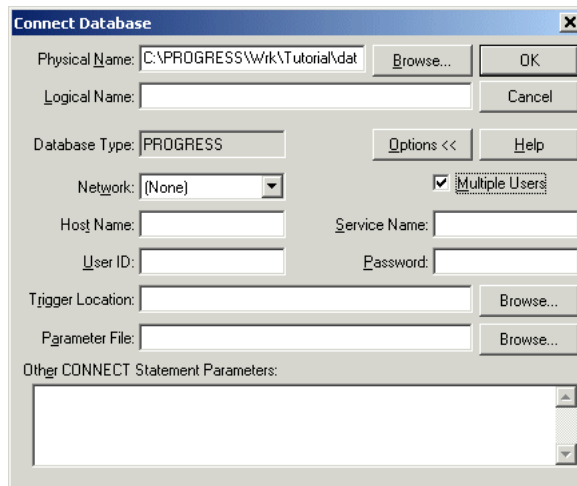 Connect Database
Physical Name: C:\PROGRESS\Wrk\Tutorial\dat Browse... OK
Logical Name: Cancel
Database Type: PROGRESS Options << Help
Network: (None) Multiple Users
Host Name: Service Name:
User ID: Password:
Trigger Location: Browse...
Parameter File: Browse...
Other CONNECT Statement Parameters: